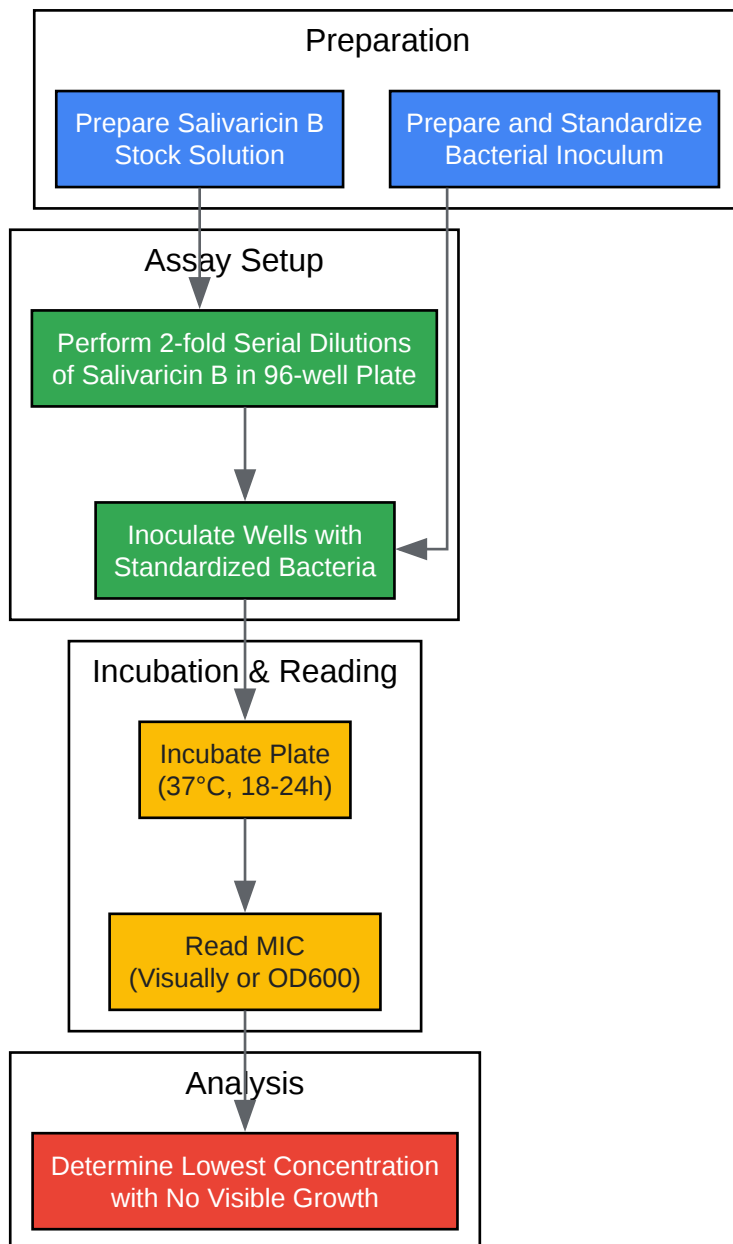 Preparation
Prepare Salivaricin B
Stock Solution
Prepare and Standardize
Bacterial Inoculum
Assay Setup
Perform 2-fold Serial Dilutions
of Salivaricin B in 96-well Plate
Inoculate Wells with
Standardized Bacteria
Incubation & Reading
Incubate Plate
(37°C, 18-24h)
Read MIC
(Visually or OD600)
Analysis
Determine Lowest Concentration
with No Visible Growth